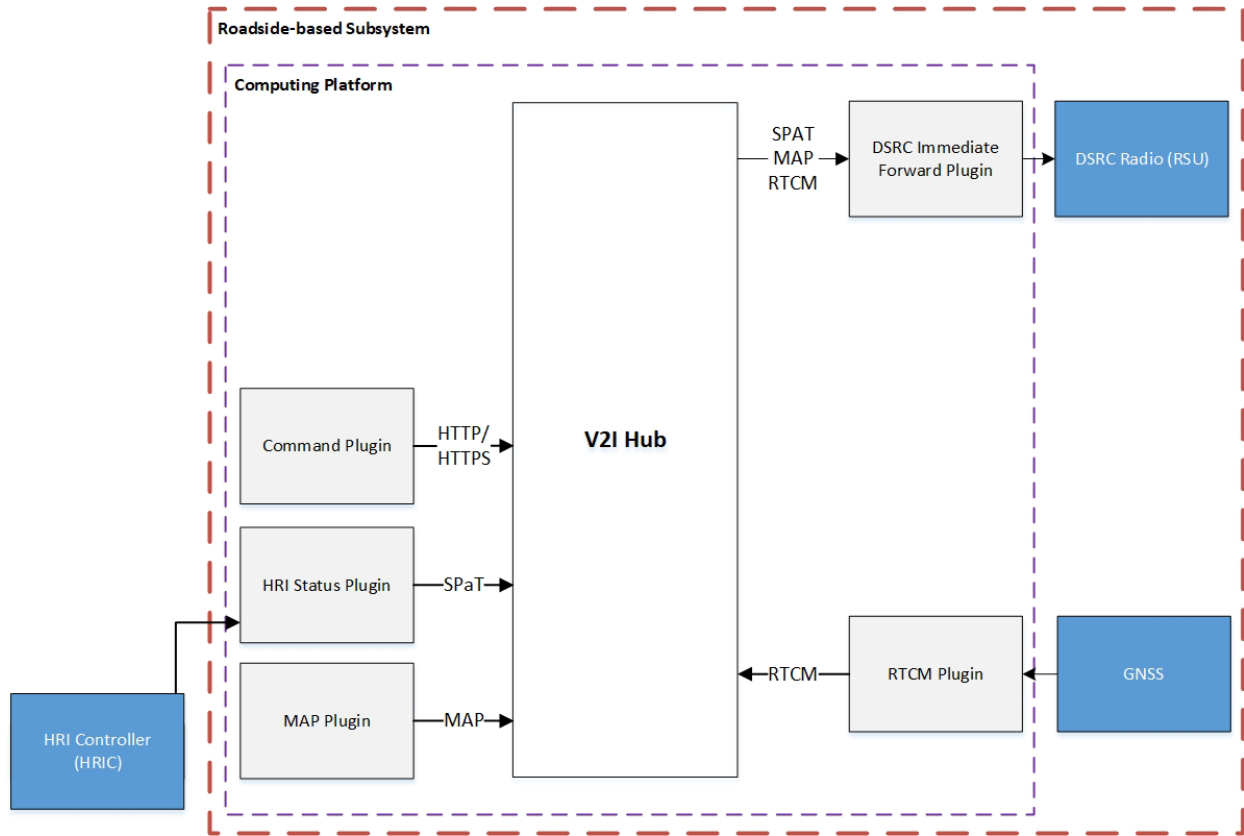 Roadside-based Subsystem
Computing Platform
SPAT
MAP
RTCM
DSRC Immediate
Forward Plugin
DSRC Radio (RSU)
Command Plugin
HTTP/
HTTPS
V2I Hub
HRI Status Plugin
SPaT
RTCM
RTCM Plugin
GNSS
MAP Plugin
MAP
HRI Controller
(HRIC)